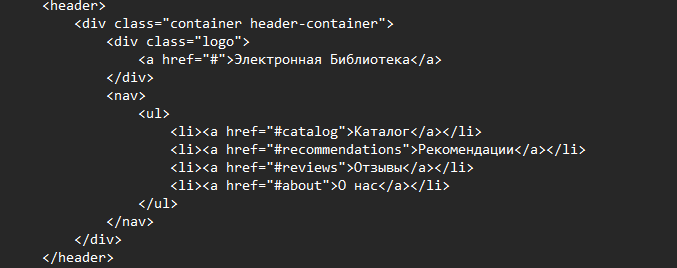 <header>
<div class="container header-container">
<div class="logo">
<a href="#">Электронная Библиотека</a>
</div>
<nav>
<ul>
<li><a href="#catalog">Каталог</a></li>
<li><a href="#recommendations">Рекомендации</a></li>
<li><a href="#reviews">Отзывы</a></li>
<li><a href="#about">О нас</a></li>
</ul>
</nav>
</div>
</header>